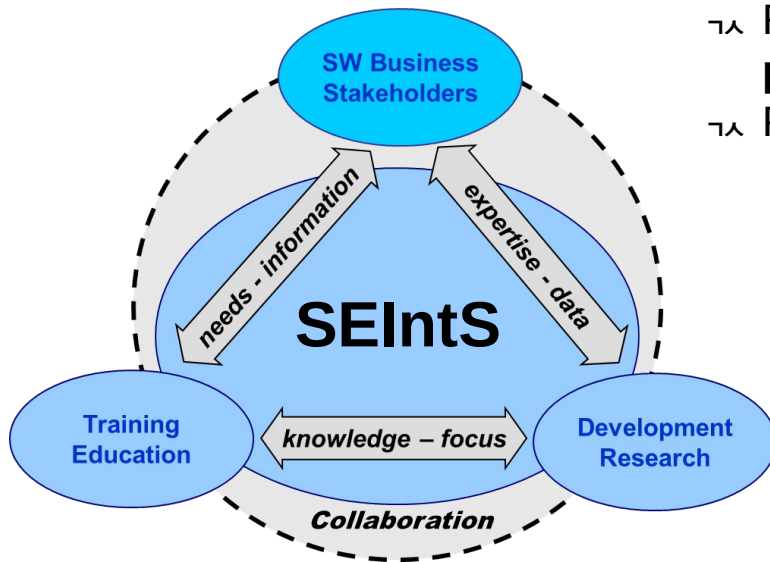 SW Business
Stakeholders
needs - information
expertise - data
SEIntS
Training
Education
knowledge – focus
Development
Research
Collaboration